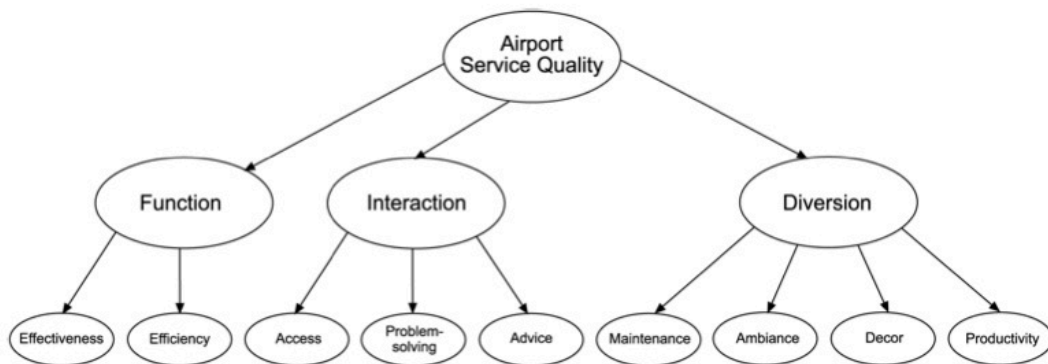 Airport
Service Quality
Function
Interaction
Diversion
Effectiveness
Efficiency
Access
Problem-
solving
Advice
Maintenance
Ambiance
Decor
Productivity